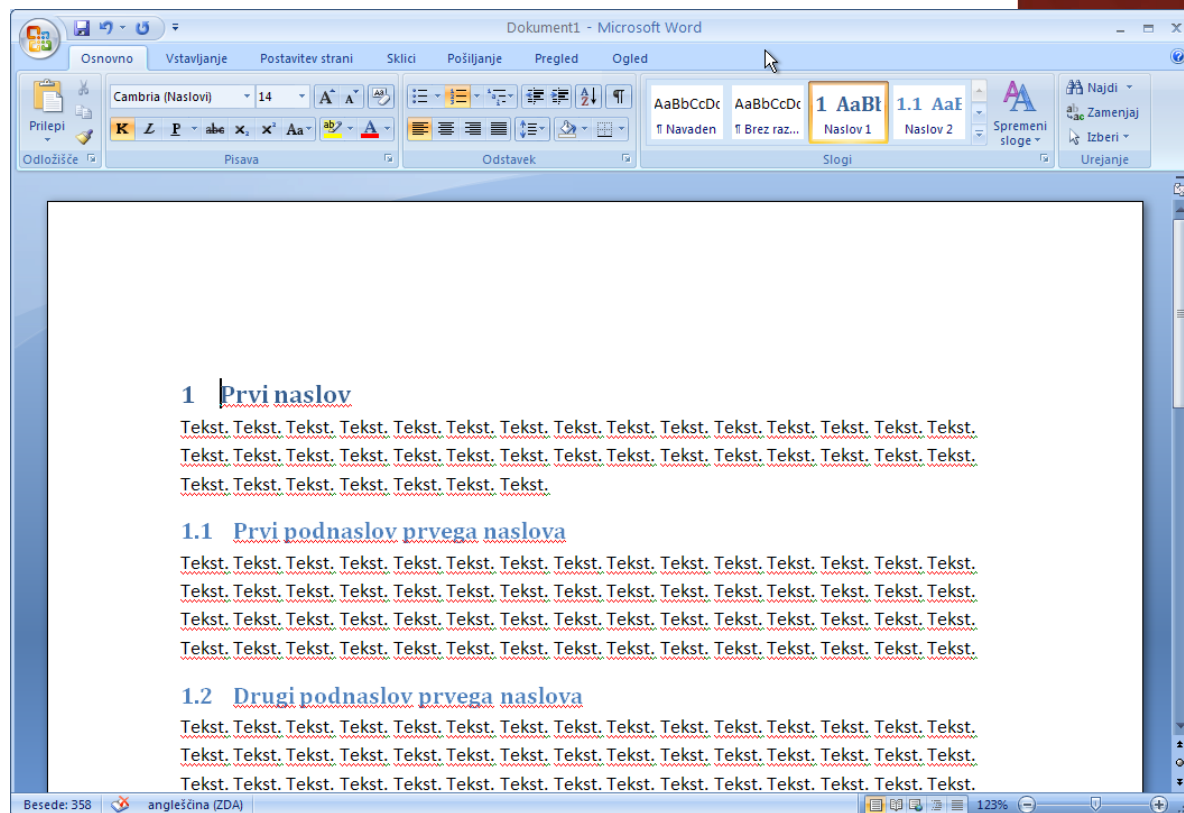 Dokument1 - Microsoft Word
Osnovno Vstavljanje Postavitev strani Sklici Pošiljanje Pregled Ogled
Prilepi
Odložišče
Cambria (Naslovi) 14
K L P abc x₂ x² Aa ab A
Pisava
Odstavek
AaBbCcDc AaBbCcDc 1 AaBb 1.1 AaB
¶ Navaden ¶ Brez raz... Naslov 1 Naslov 2
Spremeni
sloge
Slogi
Najdi
Zamenjaj
Izberi
Urejanje
1 Prvi naslov
Tekst. Tekst. Tekst. Tekst. Tekst. Tekst. Tekst. Tekst. Tekst. Tekst. Tekst. Tekst. Tekst. Tekst. Tekst.
Tekst. Tekst. Tekst. Tekst. Tekst. Tekst. Tekst. Tekst. Tekst. Tekst. Tekst. Tekst. Tekst. Tekst. Tekst.
Tekst. Tekst. Tekst. Tekst. Tekst. Tekst. Tekst.
1.1 Prvi podnaslov prvega naslova
Tekst. Tekst. Tekst. Tekst. Tekst. Tekst. Tekst. Tekst. Tekst. Tekst. Tekst. Tekst. Tekst. Tekst. Tekst.
Tekst. Tekst. Tekst. Tekst. Tekst. Tekst. Tekst. Tekst. Tekst. Tekst. Tekst. Tekst. Tekst. Tekst. Tekst.
Tekst. Tekst. Tekst. Tekst. Tekst. Tekst. Tekst. Tekst. Tekst. Tekst. Tekst. Tekst. Tekst. Tekst. Tekst.
Tekst. Tekst. Tekst. Tekst. Tekst. Tekst. Tekst. Tekst. Tekst. Tekst. Tekst. Tekst. Tekst. Tekst. Tekst.
1.2 Drugi podnaslov prvega naslova
Tekst. Tekst. Tekst. Tekst. Tekst. Tekst. Tekst. Tekst. Tekst. Tekst. Tekst. Tekst. Tekst. Tekst. Tekst.
Tekst. Tekst. Tekst. Tekst. Tekst. Tekst. Tekst. Tekst. Tekst. Tekst. Tekst. Tekst. Tekst. Tekst. Tekst.
Tekst. Tekst. Tekst. Tekst. Tekst. Tekst. Tekst. Tekst. Tekst. Tekst. Tekst. Tekst. Tekst. Tekst. Tekst.
Besede: 358 angleščina (ZDA) 123%